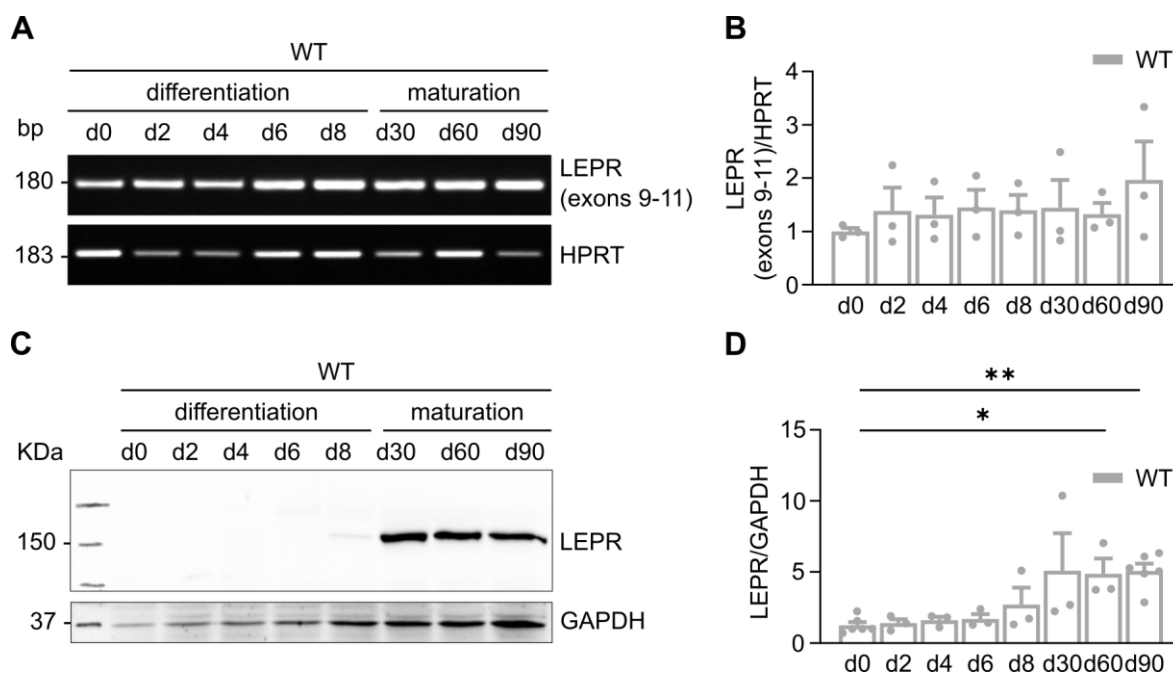 A
WT
differentiation maturation
bp d0 d2 d4 d6 d8 d30 d60 d90
180 LEPR
(exons 9-11)
183 HPRT
B
WT
LEPR
(exons 9-11)/HPRT
4
3
2
1
0
d0 d2 d4 d6 d8 d30 d60 d90
C
WT
differentiation maturation
KDa d0 d2 d4 d6 d8 d30 d60 d90
150 LEPR
37 GAPDH
D
**
*
WT
LEPR/GAPDH
15
10
5
0
d0 d2 d4 d6 d8 d30 d60 d90